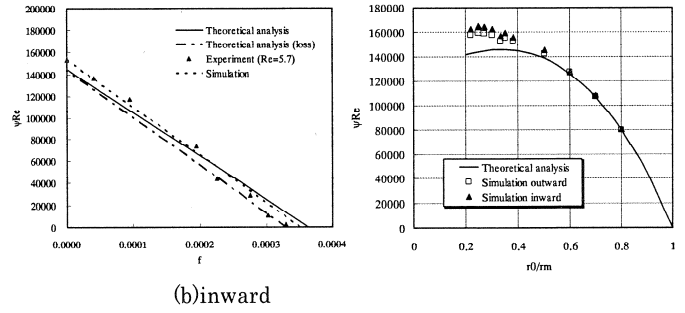 200000
180000
160000
140000
120000
100000
80000
60000
40000
20000
0
ψRe
Theoretical analysis
Theoretical analysis (loss)
Experiment (Re=5.7)
Simulation
0.0000 0.0001 0.0002 0.0003 0.0004
f
(b)inward
180000
160000
140000
120000
100000
80000
60000
40000
20000
0
ψRe
Theoretical analysis
Simulation outward
Simulation inward
0 0.2 0.4 0.6 0.8 1
r0/rm